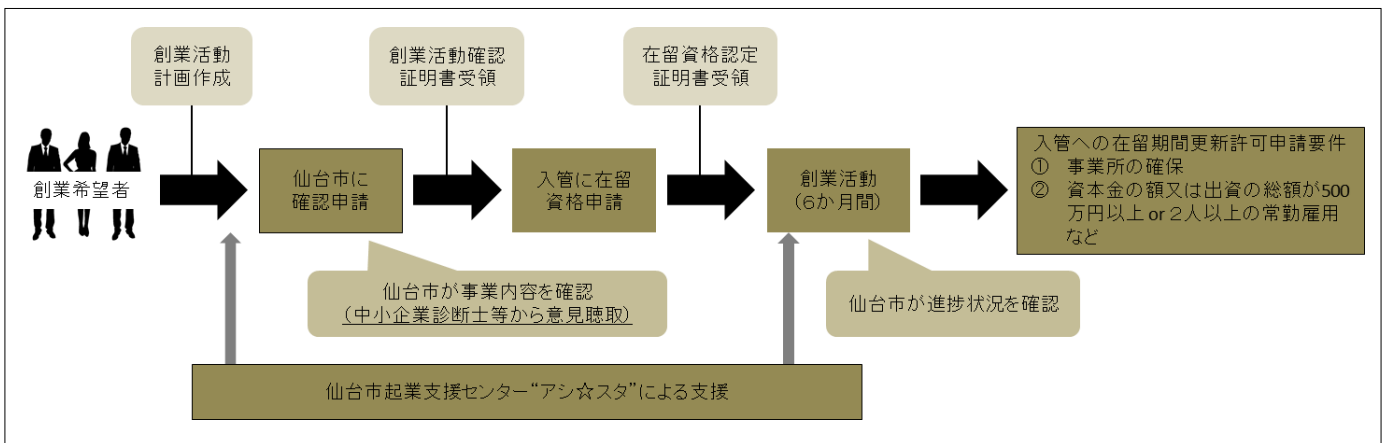 創業活動
計画作成
創業活動確認
証明書受領
在留資格認定
証明書受領
創業希望者
仙台市に
確認申請
入管に在留
資格申請
創業活動
(6か月間)
入管への在留期間更新許可申請要件
① 事業所の確保
② 資本金の額又は出資の総額が500
万円以上 or 2人以上の常勤雇用
など
仙台市が事業内容を確認
(中小企業診断士等から意見聴取)
仙台市が進捗状況を確認
仙台市起業支援センター“アシ☆スタ”による支援